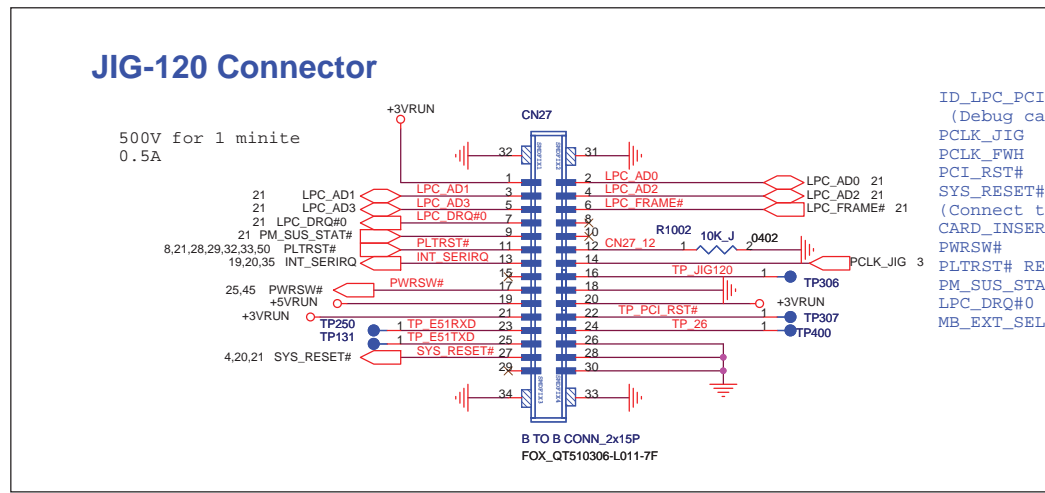 JIG-120 Connector
+3VRUN
500V for 1 minite
0.5A
CN27
SMDFIX1
SMDFIX2
32
31
1
2 LPC_AD0 LPC_AD0 21
21 LPC_AD1 LPC_AD1 3
4 LPC_AD2 LPC_AD2 21
21 LPC_AD3 LPC_AD3 5
6 LPC_FRAME# LPC_FRAME# 21
21 LPC_DRQ#0 LPC_DRQ#0 7
8
21 PM_SUS_STAT# 9
10
R1002
8,21,28,29,32,33,50 PLTRST# PLTRST# 11
12 CN27_12 1 10K_J 2 0402
19,20,35 INT_SERIRQ INT_SERIRQ 13
14 PCLK_JIG 3
15
16 TP_JIG120 1 TP306
25,45 PWRSW# PWRSW# 17
18
+5VRUN 19
20 +3VRUN
+3VRUN 21
22 TP_PCI_RST# 1 TP307
TP250 1 TP_E51RXD 23
24 TP_26 1 TP400
TP131 1 TP_E51TXD 25
26
4,20,21 SYS_RESET# SYS_RESET# 27
28
29
30
SMDFIX3
SMDFIX4
34
33
B TO B CONN_2x15P
FOX_QT510306-L011-7F
ID_LPC_PCI
(Debug ca
PCLK_JIG
PCLK_FWH
PCI_RST#
SYS_RESET#
(Connect t
CARD_INSER
PWRSW#
PLTRST# RE
PM_SUS_STA
LPC_DRQ#0
MB_EXT_SEL